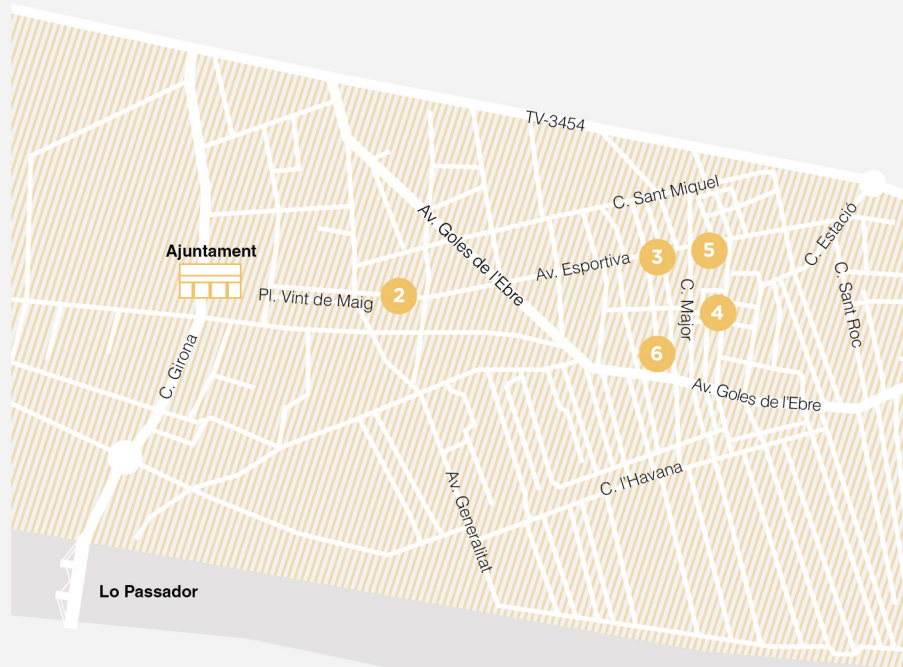 TV-3454
C. Sant Miquel
Av. Goles de l'Ebre
C. Estació
Ajuntament
Av. Esportiva
3
5
C. Sant Roc
Pl. Vint de Maig
2
C. Major
4
C. Girona
6
Av. Goles de l'Ebre
C. l'Havana
Av. Generalitat
Lo Passador